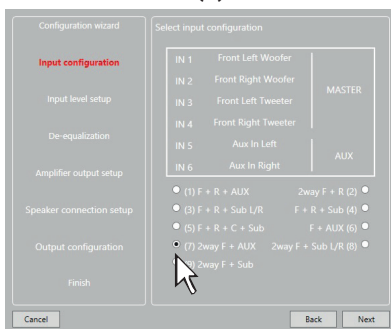 Configuration wizard
Input configuration
Input level setup
De-equalization
Amplifier output setup
Speaker connection setup
Output configuration
Finish
Cancel
Select input configuration
IN 1 Front Left Woofer
IN 2 Front Right Woofer
IN 3 Front Left Tweeter
IN 4 Front Right Tweeter
MASTER
IN 5 Aux In Left
IN 6 Aux In Right
AUX
(1) F + R + AUX 2way F + R (2)
(3) F + R + Sub L/R F + R + Sub (4)
(5) F + R + C + Sub F + AUX (6)
(7) 2way F + AUX 2way F + Sub L/R (8)
2way F + Sub
Back Next